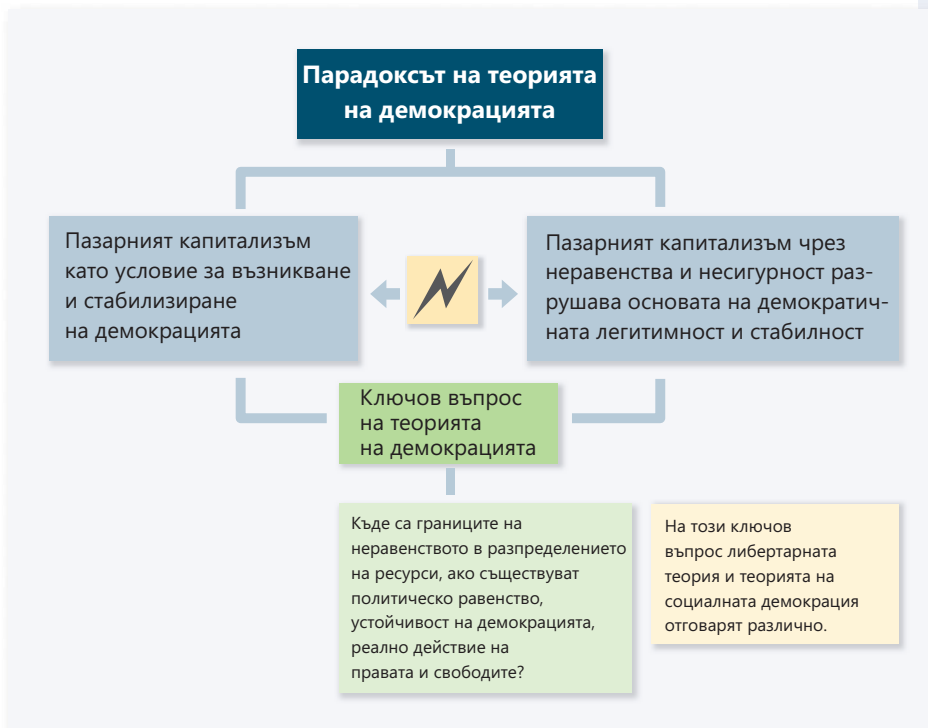 Парадоксът на теорията
на демокрацията
Пазарният капитализъм
като условие за възникване
и стабилизиране
на демокрацията
Пазарният капитализъм чрез
неравенства и несигурност раз-
рушава основата на демократич-
ната легитимност и стабилност
Ключов въпрос
на теорията
на демокрацията
Къде са границите на
неравенството в разпределението
на ресурси, ако съществуват
политическо равенство,
устойчивост на демокрацията,
реално действие на
правата и свободите?
На този ключов
въпрос либертарната
теория и теорията на
социалната демокрация
отговарят различно.